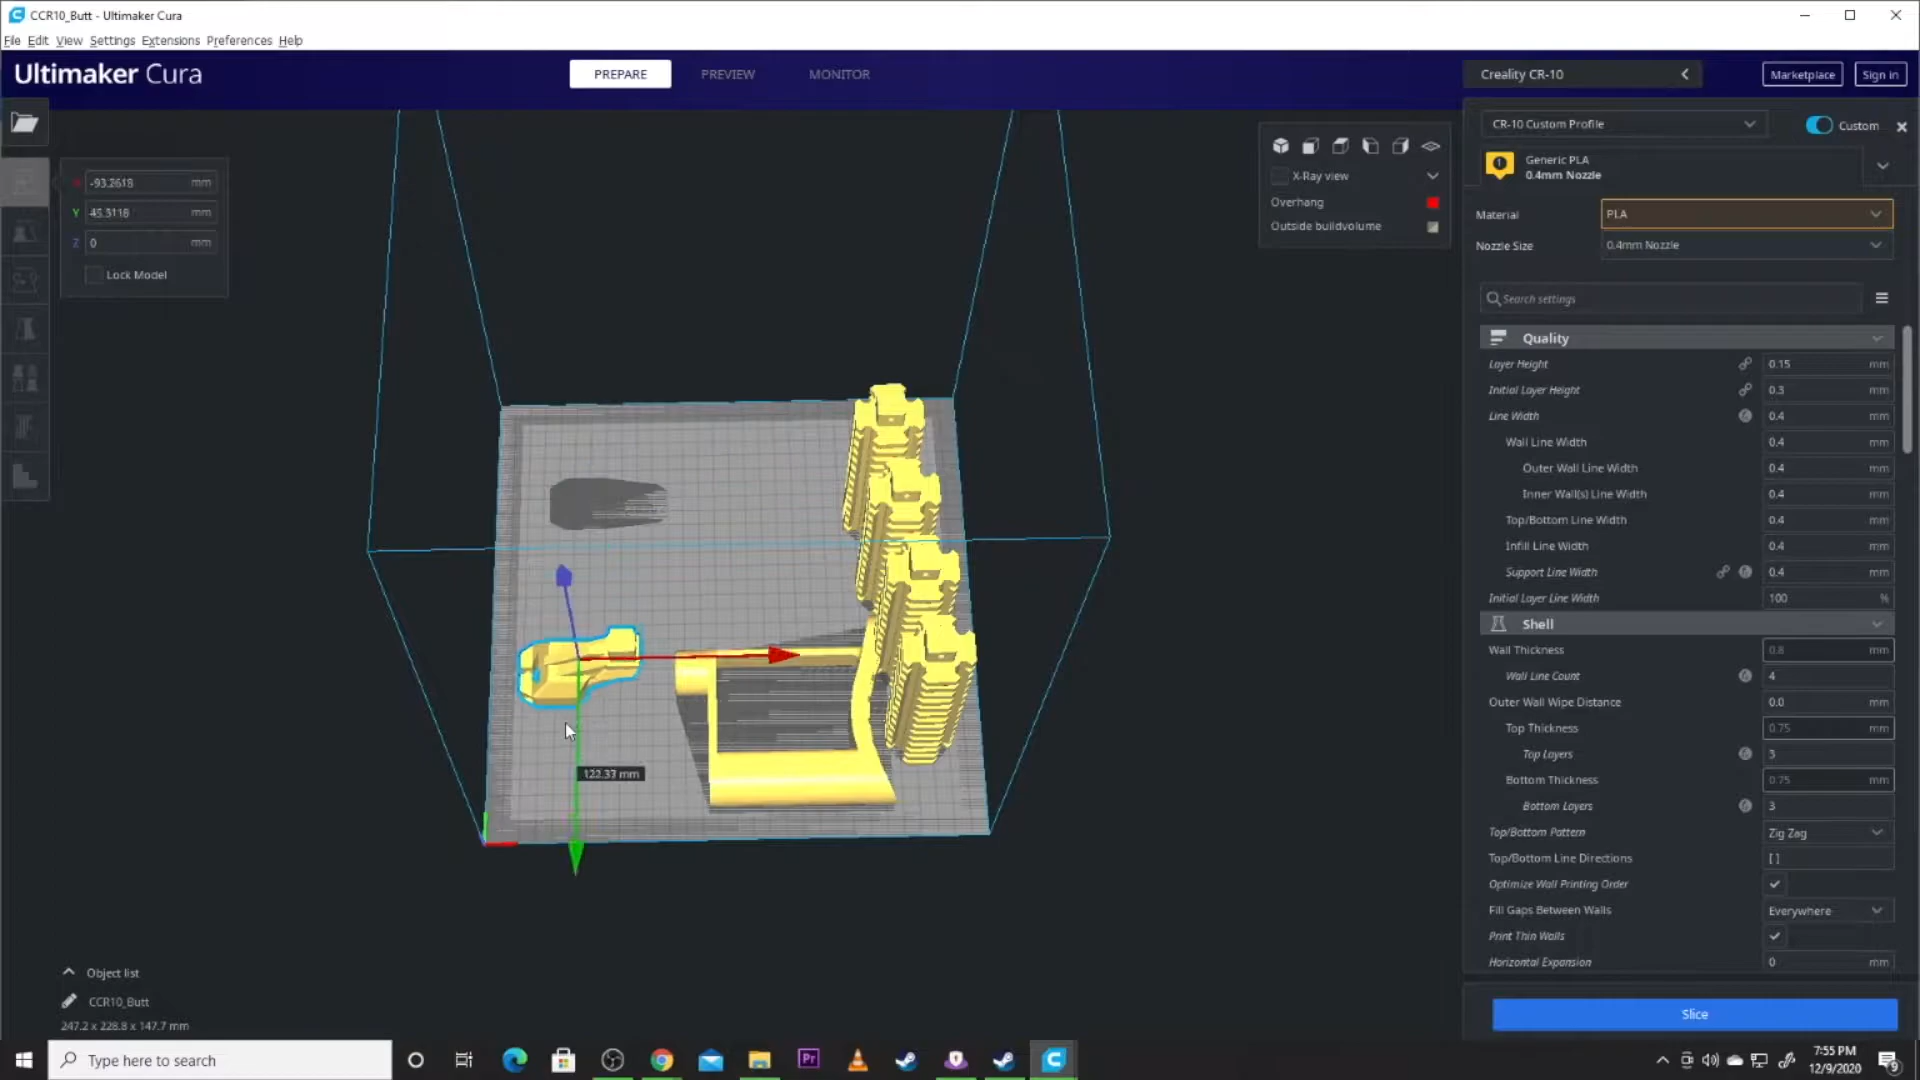 CCR10_Butt - Ultimaker Cura
File Edit View Settings Extensions Preferences Help
Ultimaker Cura
PREPARE
PREVIEW
MONITOR
Creality CR-10
Marketplace
Sign in
CR-10 Custom Profile
Custom
1
Generic PLA
0.4mm Nozzle
Material
PLA
Nozzle Size
0.4mm Nozzle
Search settings
X -93.2618 mm
Y 45.3118 mm
Z 0 mm
Lock Model
X-Ray view
Overhang
Outside buildvolume
Quality
Layer Height 0.15 mm
Initial Layer Height 0.3 mm
Line Width 0.4 mm
Wall Line Width 0.4 mm
Outer Wall Line Width 0.4 mm
Inner Wall(s) Line Width 0.4 mm
Top/Bottom Line Width 0.4 mm
Infill Line Width 0.4 mm
Support Line Width 0.4 mm
Initial Layer Line Width 100 %
Shell
Wall Thickness 0.8 mm
Wall Line Count 4
Outer Wall Wipe Distance 0.0 mm
Top Thickness 0.75 mm
Top Layers 3
Bottom Thickness 0.75 mm
Bottom Layers 3
Top/Bottom Pattern Zig Zag
Top/Bottom Line Directions [ ]
Optimize Wall Printing Order
Fill Gaps Between Walls Everywhere
Print Thin Walls
Horizontal Expansion 0 mm
122.33 mm
Object list
CCR10_Butt
247.2 x 228.8 x 147.7 mm
Slice
Type here to search
Pr
7:55 PM
12/9/2020
9